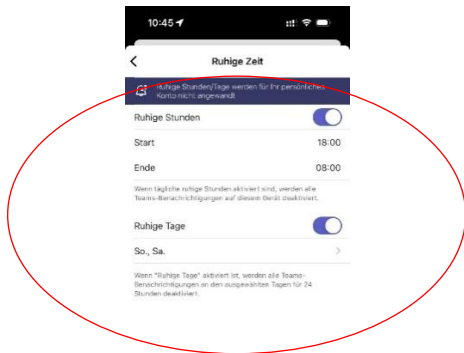 10:45
Ruhige Zeit
Ruhige Stunden/Tage werden für Ihr persönliches
Konto nicht angewandt
Ruhige Stunden
Start 18:00
Ende 08:00
Wenn tägliche ruhige Stunden aktiviert sind, werden alle
Teams-Benachrichtigungen auf diesem Gerät deaktiviert.
Ruhige Tage
So., Sa.
Wenn "Ruhige Tage" aktiviert ist, werden alle Teams-
Benachrichtigungen an den ausgewählten Tagen für 24
Stunden deaktiviert.